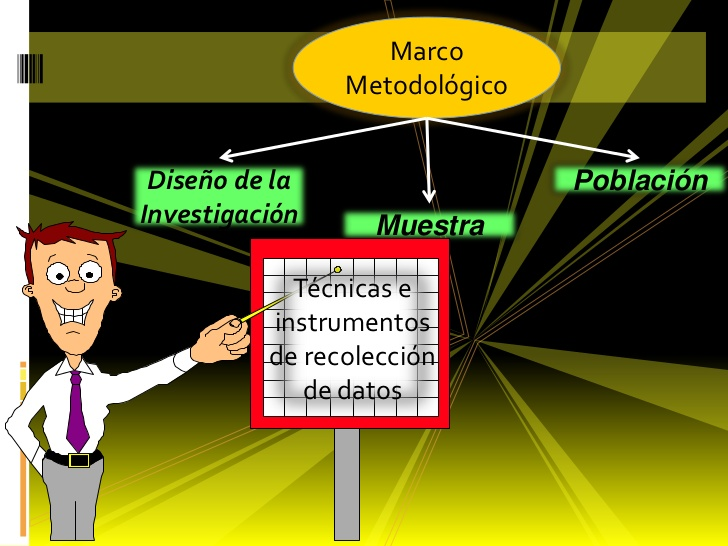 Marco
Metodológico
Diseño de la
Investigación
Muestra
Población
Técnicas e
instrumentos
de recolección
de datos